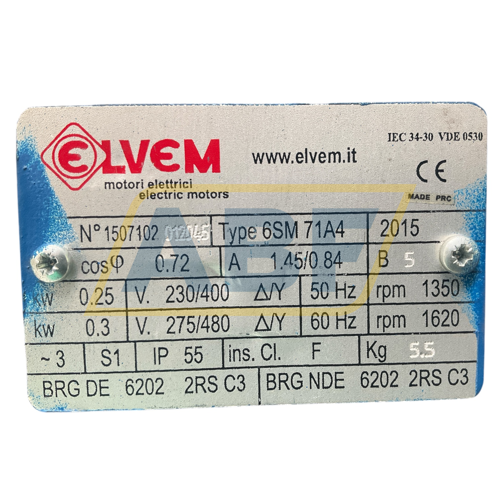 ELVEM
motori elettrici
electric motors
www.elvem.it
IEC 34-30 VDE 0530
CE
MADE PRC
N° 1507102 012045 Type 6SM 71A4 2015
cosφ 0.72 A 1.45/0.84 B 5
kw 0.25 V. 230/400 Δ/Y 50 Hz rpm 1350
kw 0.3 V. 275/480 Δ/Y 60 Hz rpm 1620
~ 3 S1 IP 55 ins. Cl. F Kg 5.5
BRG DE 6202 2RS C3 BRG NDE 6202 2RS C3
ABF